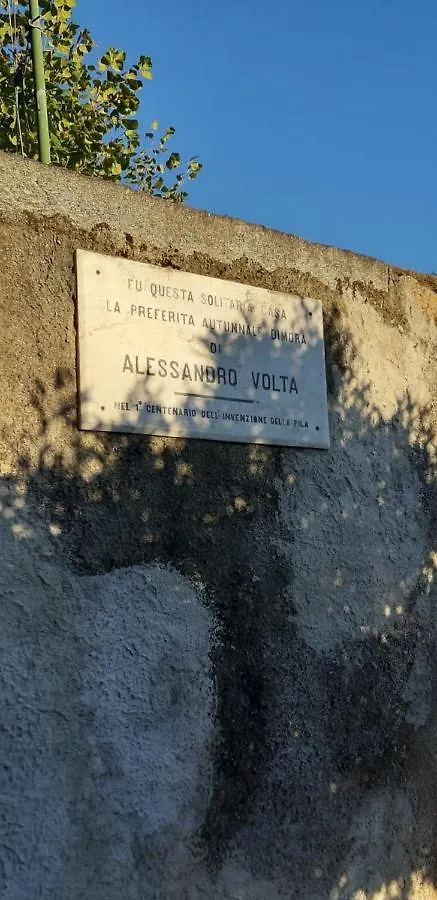 FU QUESTA SOLITARIA CASA
LA PREFERITA AUTUNNALE DIMORA
DI
ALESSANDRO VOLTA
NEL 1° CENTENARIO DELL'INVENZIONE DELLA PILA